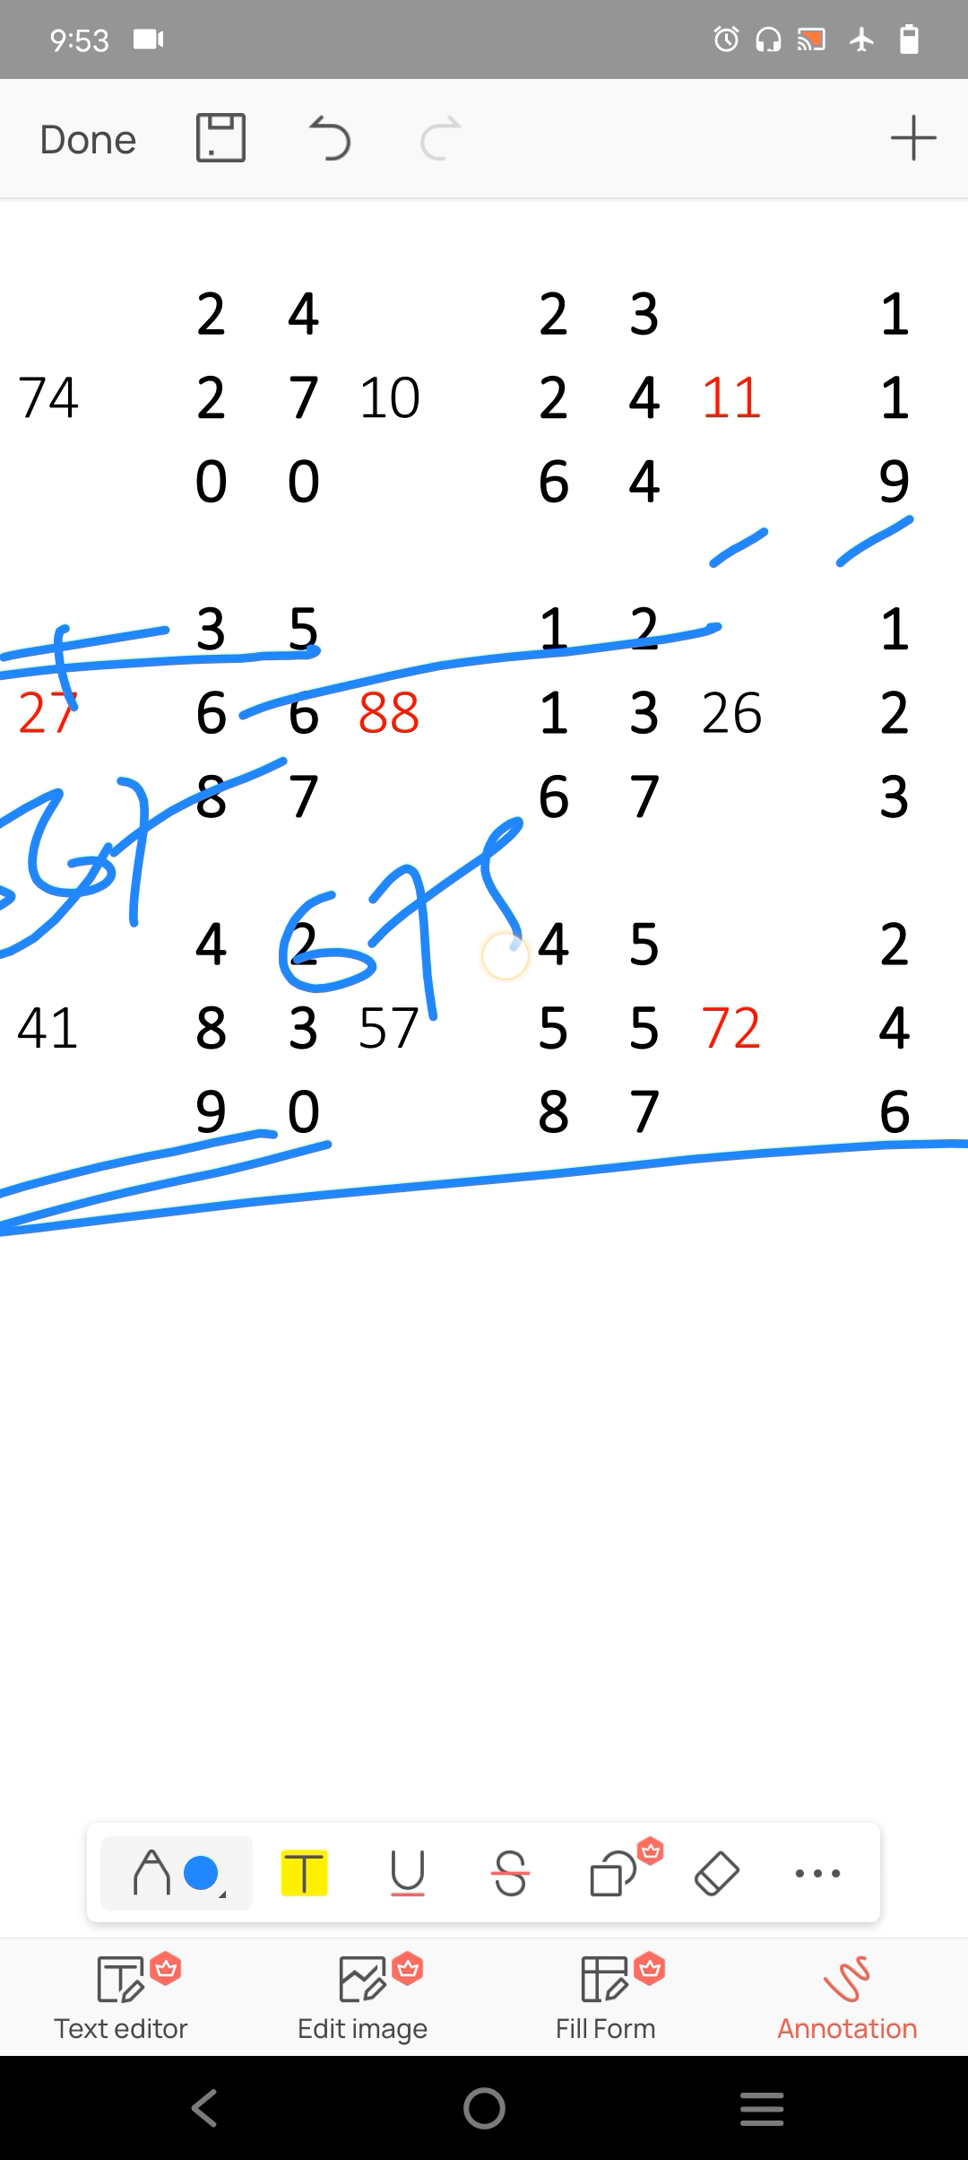 9:53
Done
2 4 2 3 1
74 2 7 10 2 4 11 1
0 0 6 4 9
3 5 1 2 1
27 6 6 88 1 3 26 2
8 7 6 7 3
67
4 2 4 5 2
41 8 3 57 5 5 72 4
9 0 8 7 6
T U S
Text editor Edit image Fill Form Annotation